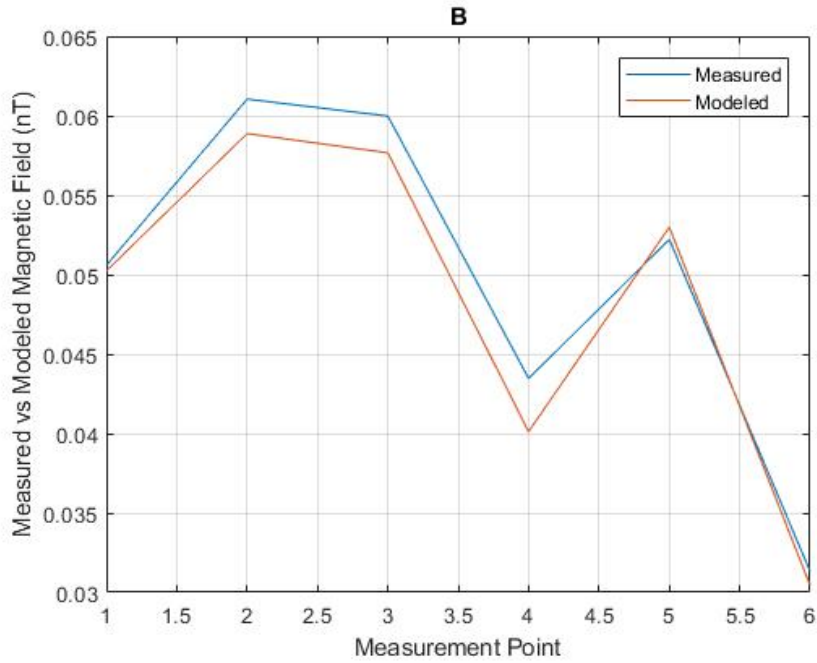 B
Measured vs Modeled Magnetic Field (nT)
0.065
0.06
0.055
0.05
0.045
0.04
0.035
0.03
Measured
Modeled
1 1.5 2 2.5 3 3.5 4 4.5 5 5.5 6
Measurement Point